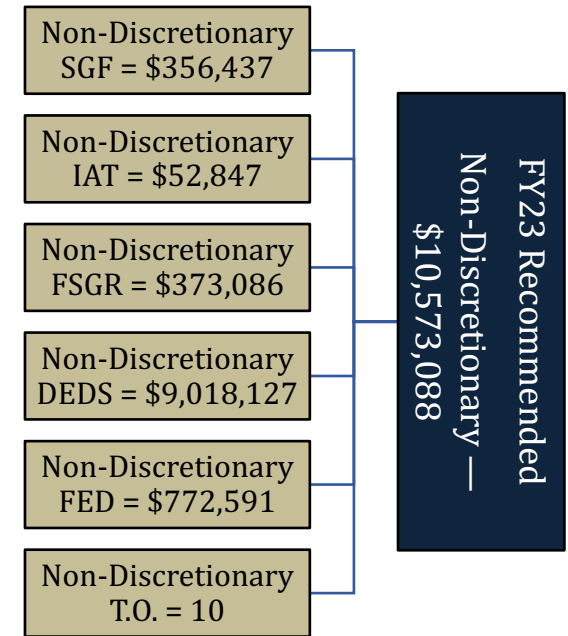 Non-Discretionary
SGF = $356,437
Non-Discretionary
IAT = $52,847
Non-Discretionary
FSGR = $373,086
Non-Discretionary
DEDS = $9,018,127
Non-Discretionary
FED = $772,591
Non-Discretionary
T.O. = 10
FY23 Recommended
Non-Discretionary —
$10,573,088